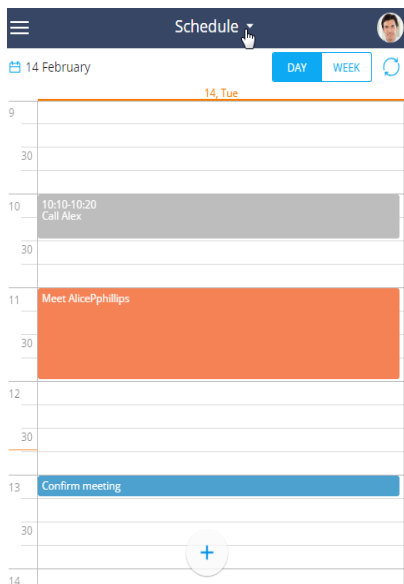 Schedule
14 February
DAY
WEEK
14, Tue
9
30
10
10:10-10:20
Call Alex
30
11
Meet AlicePphillips
30
12
30
13
Confirm meeting
30
+
14